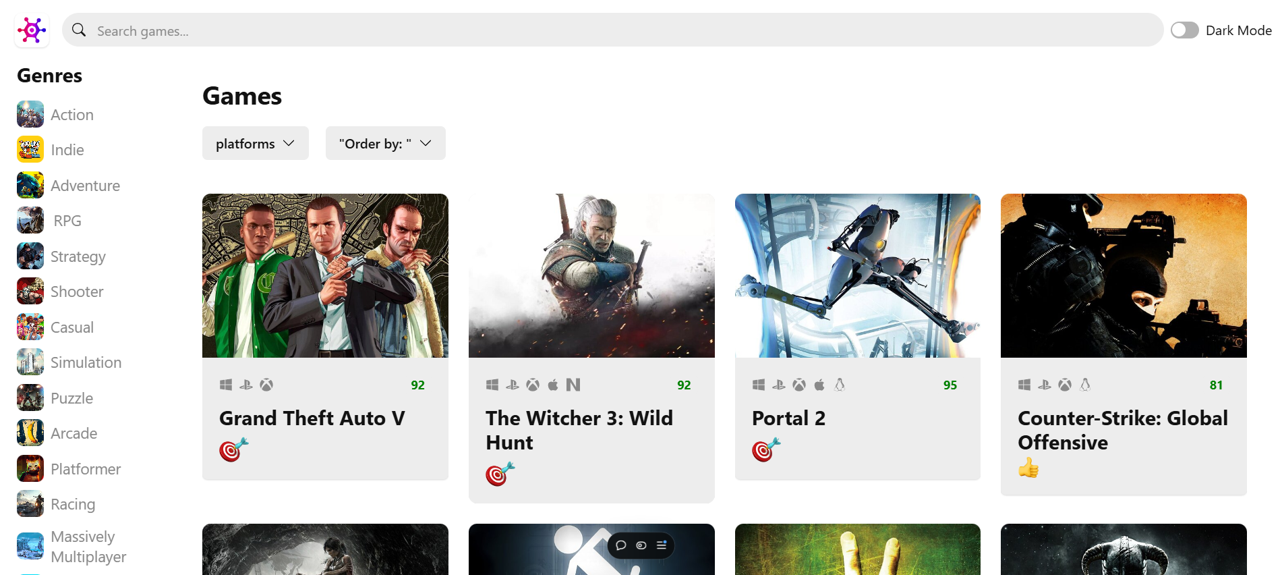 Search games...
Dark Mode
Genres
Action
Indie
Adventure
RPG
Strategy
Shooter
Casual
Simulation
Puzzle
Arcade
Platformer
Racing
Massively
Multiplayer
Games
platforms
"Order by: "
92
Grand Theft Auto V
92
The Witcher 3: Wild
Hunt
95
Portal 2
81
Counter-Strike: Global
Offensive